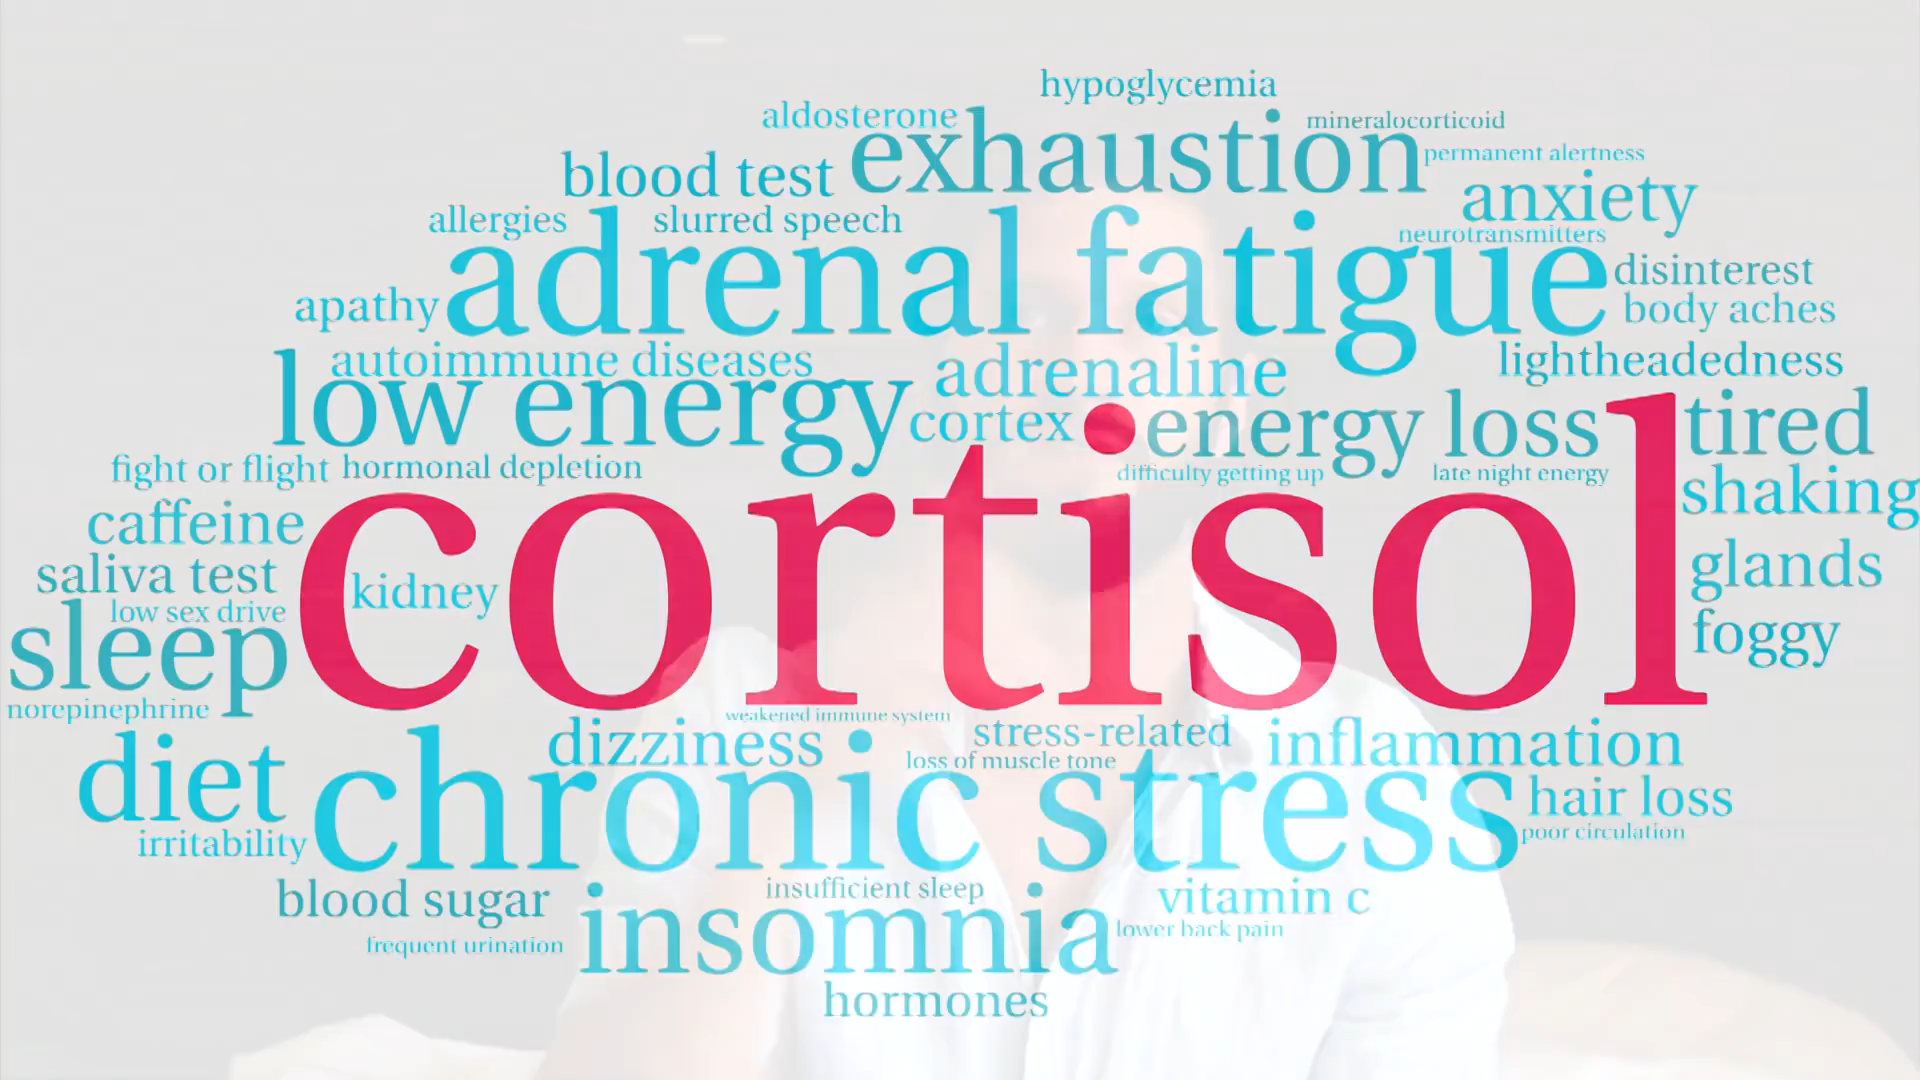 hypoglycemia
aldosterone
mineralocorticoid
exhaustion
permanent alertness
blood test
anxiety
allergies
slurred speech
neurotransmitters
adrenal fatigue
disinterest
apathy
body aches
autoimmune diseases
adrenaline
lightheadedness
low energy
cortex
energy loss
tired
fight or flight
hormonal depletion
difficulty getting up
late night energy
shaking
caffeine
cortisol
saliva test
kidney
glands
low sex drive
sleep
foggy
norepinephrine
weakened immune system
dizziness
stress-related
inflammation
loss of muscle tone
diet
chronic stress
hair loss
irritability
poor circulation
blood sugar
insufficient sleep
vitamin c
insomnia
lower back pain
frequent urination
hormones